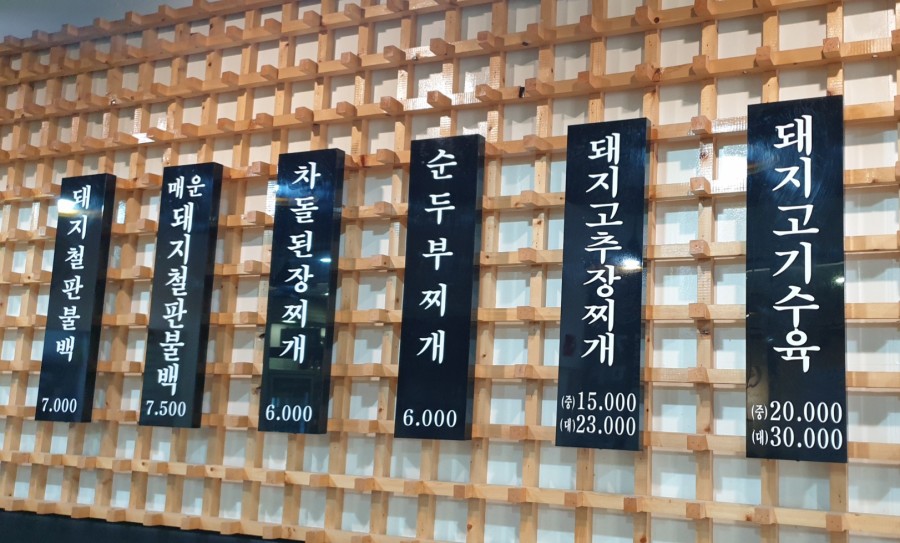 돼지철판불백
7.000
매운
돼지철판불백
7.500
차돌된장찌개
6.000
순두부찌개
6.000
돼지고추장찌개
(중)15.000
(대)23.000
돼지고기수육
(중)20.000
(대)30.000